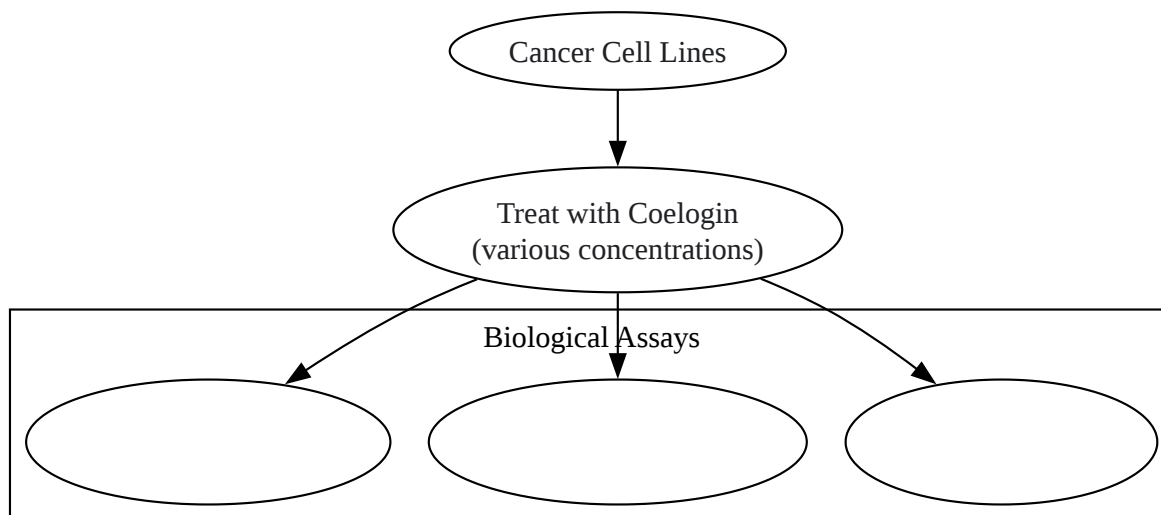 Cancer Cell Lines
Treat with Coelogin
(various concentrations)
Biological Assays